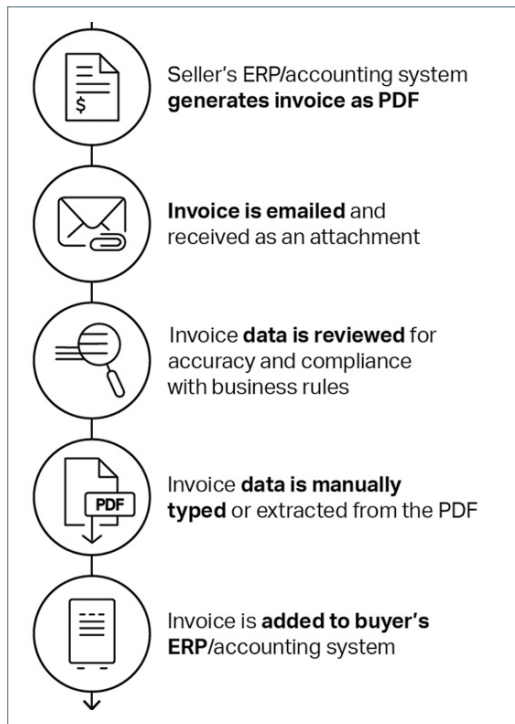 $
Seller's ERP/accounting system
generates invoice as PDF
Invoice is emailed and
received as an attachment
Invoice data is reviewed for
accuracy and compliance
with business rules
PDF
Invoice data is manually
typed or extracted from the PDF
Invoice is added to buyer's
ERP/accounting system